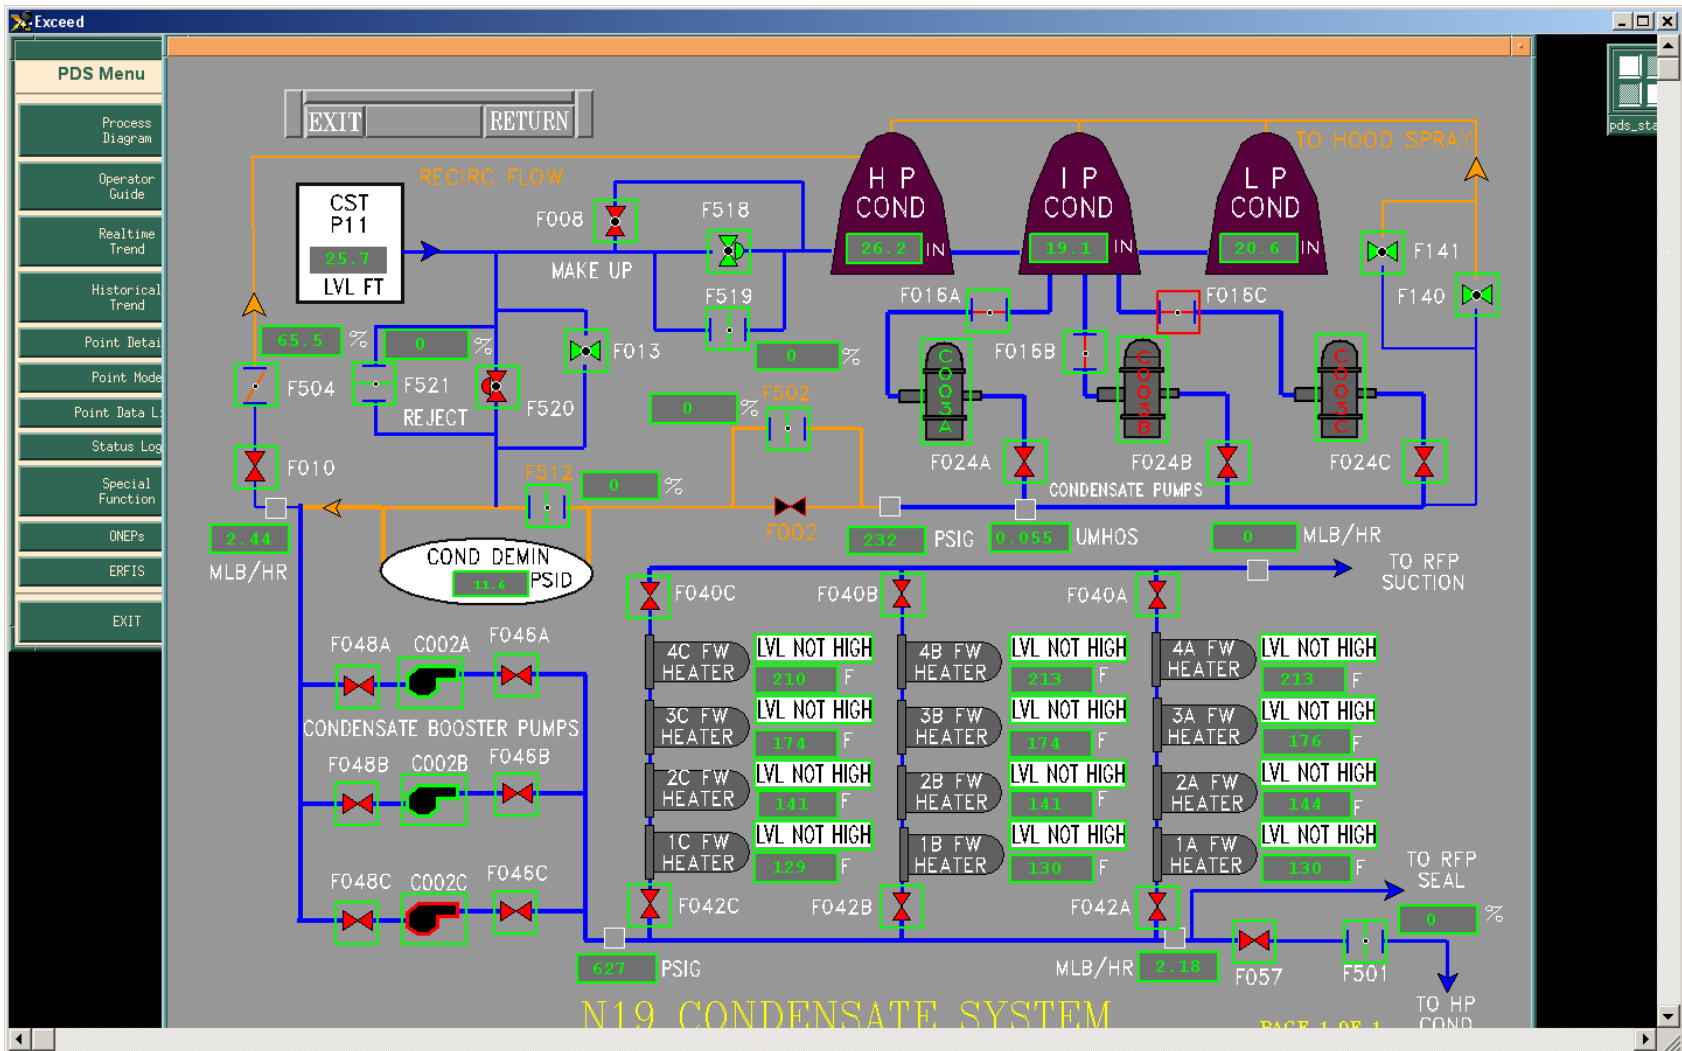 Exceed
PDS Menu
Process
Diagram
Operator
Guide
Realtime
Trend
Historical
Trend
Point Detai
Point Mode
Point Data Li
Status Log
Special
Function
ONEPs
ERFIS
EXIT
pds_sta
EXIT
RETURN
TO HOOD SPRAY
RECIRC FLOW
CST
P11
25.7
LVL FT
F008
F518
MAKE UP
F519
0 %
H P
COND
26.2 IN
I P
COND
19.1 IN
L P
COND
20.6 IN
F141
F140
F016A
F016B
F016C
65.5 %
0 %
F504
F521
F520
F013
REJECT
F010
0 %
F502
C003A
C003B
C003C
F024A
F024B
F024C
CONDENSATE PUMPS
F512
0 %
F002
232 PSIG
0.055 UMHOS
0 MLB/HR
2.44
MLB/HR
COND DEMIN
11.6 PSID
TO RFP
SUCTION
F040C
F040B
F040A
F048A
C002A
F046A
CONDENSATE BOOSTER PUMPS
F048B
C002B
F046B
F048C
C002C
F046C
4C FW
HEATER
LVL NOT HIGH
210 F
4B FW
HEATER
LVL NOT HIGH
213 F
4A FW
HEATER
LVL NOT HIGH
213 F
3C FW
HEATER
LVL NOT HIGH
174 F
3B FW
HEATER
LVL NOT HIGH
174 F
3A FW
HEATER
LVL NOT HIGH
176 F
2C FW
HEATER
LVL NOT HIGH
141 F
2B FW
HEATER
LVL NOT HIGH
141 F
2A FW
HEATER
LVL NOT HIGH
144 F
1C FW
HEATER
LVL NOT HIGH
129 F
1B FW
HEATER
LVL NOT HIGH
130 F
1A FW
HEATER
LVL NOT HIGH
130 F
F042C
F042B
F042A
TO RFP
SEAL
0 %
627 PSIG
MLB/HR 2.18
F057
F501
TO HP
COND
N19 CONDENSATE SYSTEM
PAGE 1 OF 1